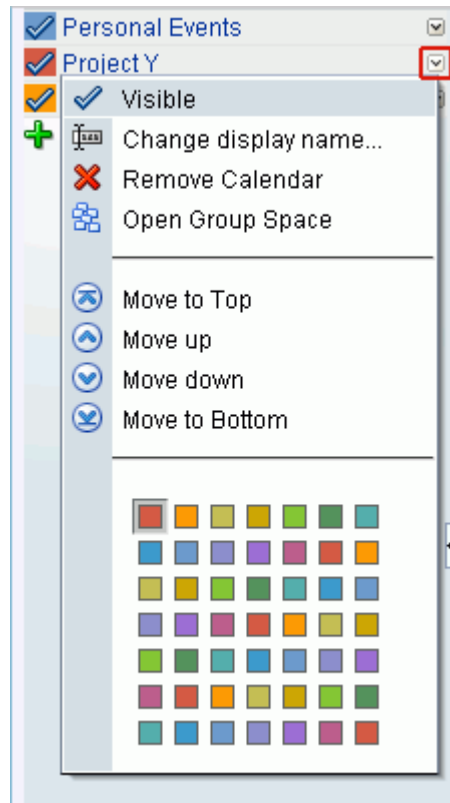 Personal Events
Project Y
Visible
Change display name...
Remove Calendar
Open Group Space
Move to Top
Move up
Move down
Move to Bottom